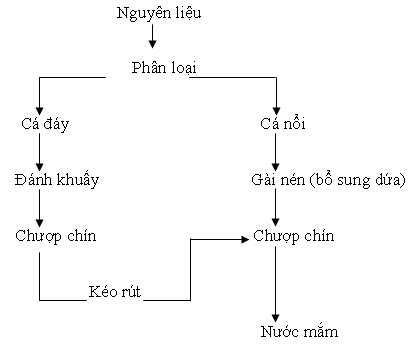 Nguyên liệu
Phân loại
Cá đáy
Cá nổi
Đánh khuấy
Gài nén (bổ sung dứa)
Chượp chín
Chượp chín
Kéo rút
Nước mắm